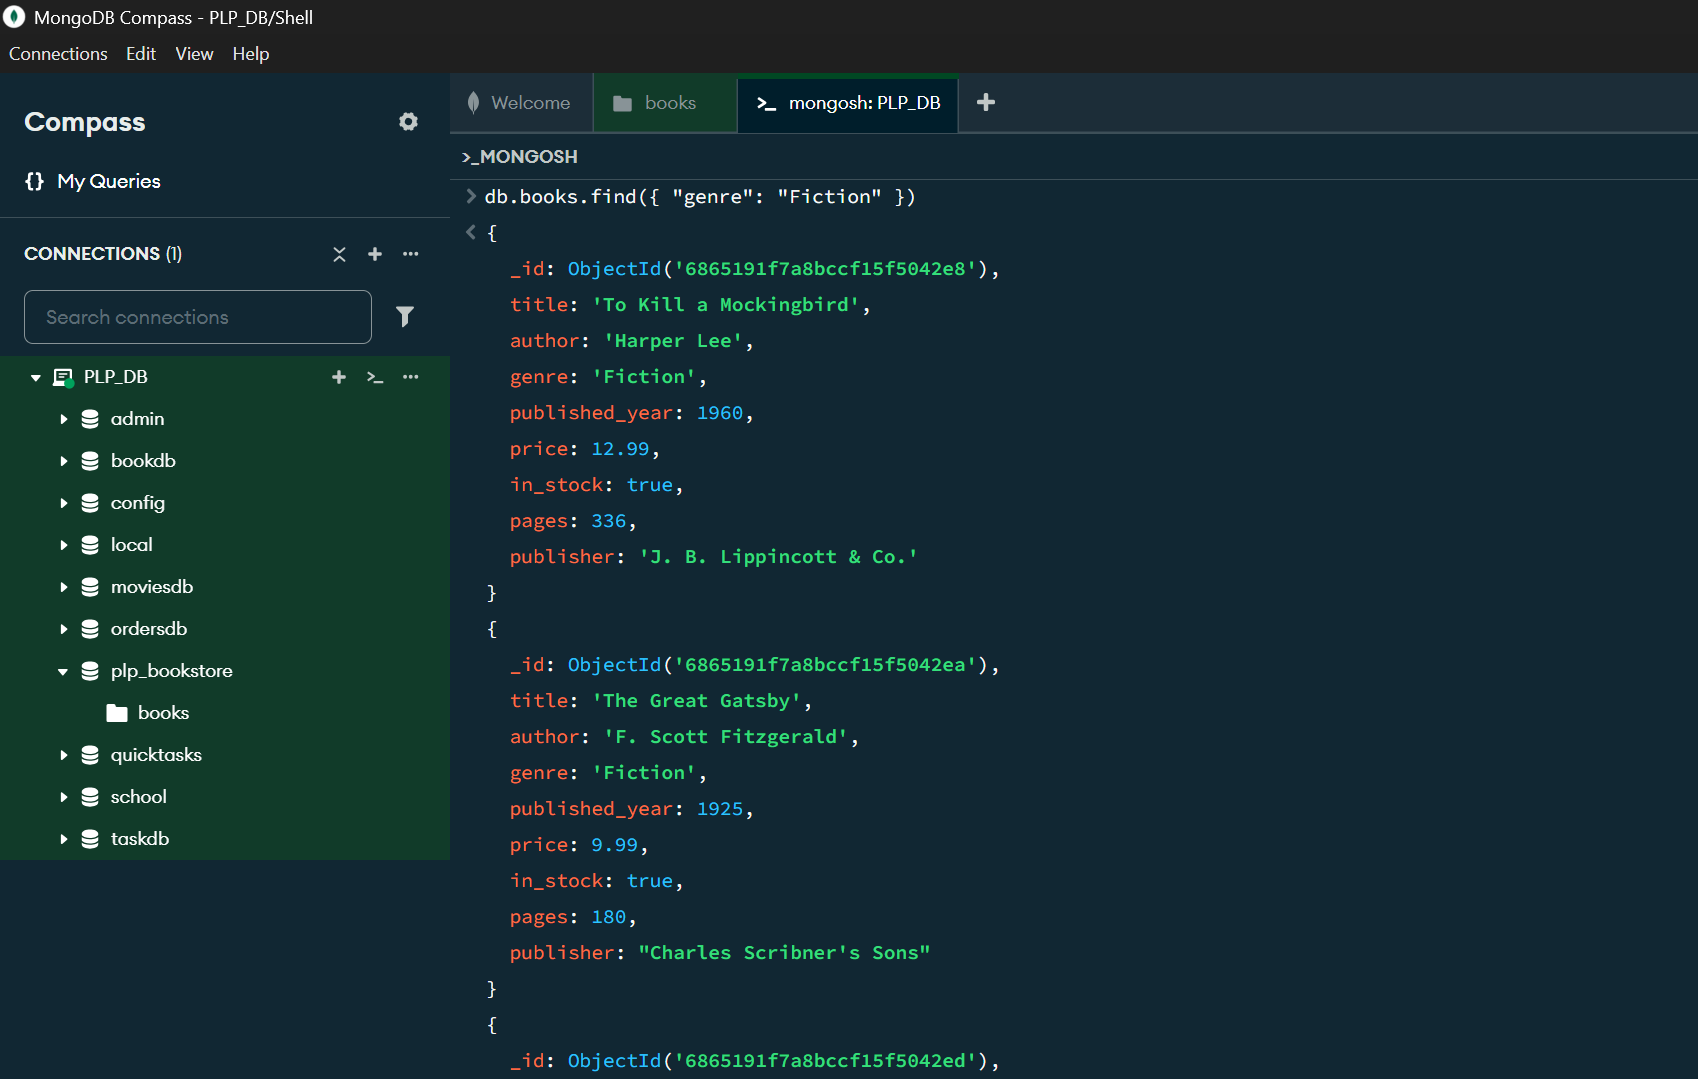 MongoDB Compass - PLP_DB/Shell
Connections Edit View Help
Compass
{} My Queries
CONNECTIONS (1)
Search connections
PLP_DB
admin
bookdb
config
local
moviesdb
ordersdb
plp_bookstore
books
quicktasks
school
taskdb
Welcome books >_ mongosh: PLP_DB +
>_MONGOSH
> db.books.find({ "genre": "Fiction" })
< {
_id: ObjectId('6865191f7a8bccf15f5042e8'),
title: 'To Kill a Mockingbird',
author: 'Harper Lee',
genre: 'Fiction',
published_year: 1960,
price: 12.99,
in_stock: true,
pages: 336,
publisher: 'J. B. Lippincott & Co.'
}
{
_id: ObjectId('6865191f7a8bccf15f5042ea'),
title: 'The Great Gatsby',
author: 'F. Scott Fitzgerald',
genre: 'Fiction',
published_year: 1925,
price: 9.99,
in_stock: true,
pages: 180,
publisher: "Charles Scribner's Sons"
}
{
_id: ObjectId('6865191f7a8bccf15f5042ed'),